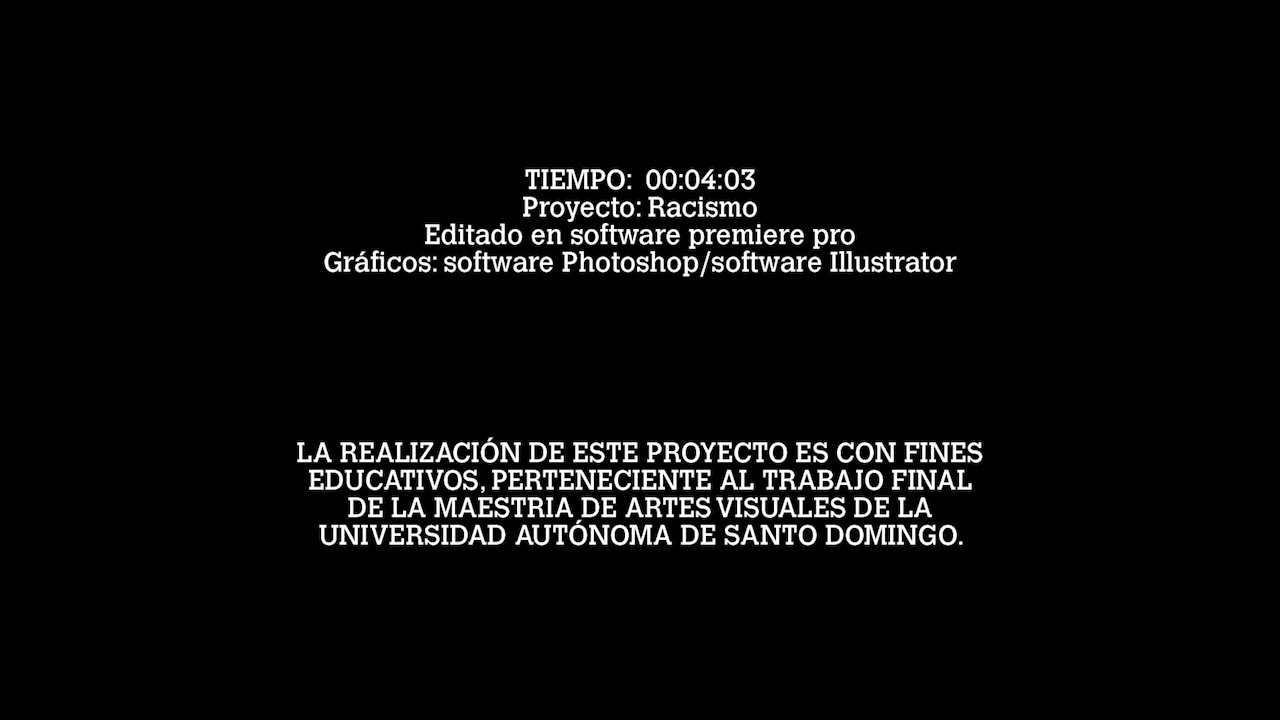 TIEMPO:  00:04:03
Proyecto: Racismo
Editado en software premiere pro
Gráficos: software Photoshop/software Illustrator
LA REALIZACIÓN DE ESTE PROYECTO ES CON FINES
EDUCATIVOS, PERTENECIENTE AL TRABAJO FINAL
DE LA MAESTRIA DE ARTES VISUALES DE LA
UNIVERSIDAD AUTÓNOMA DE SANTO DOMINGO.